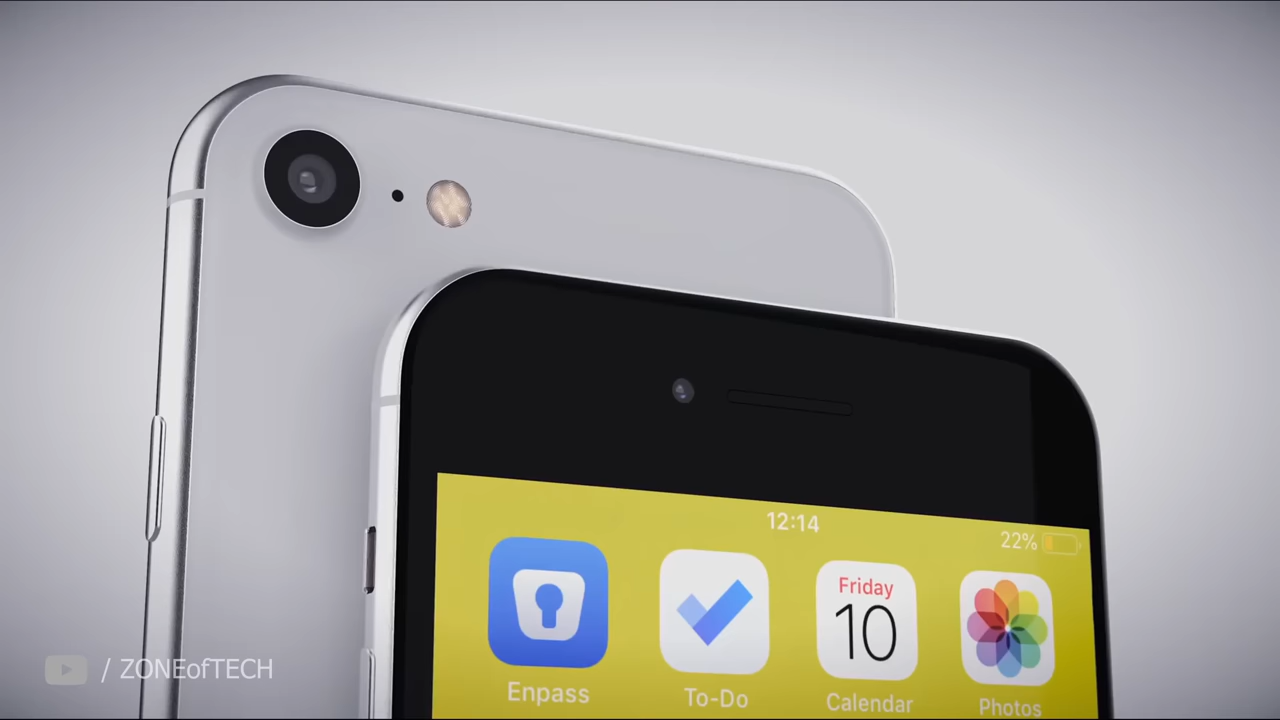 12:14
22%
Friday
10
Enpass
To-Do
Calendar
Photos
/ ZONEofTECH